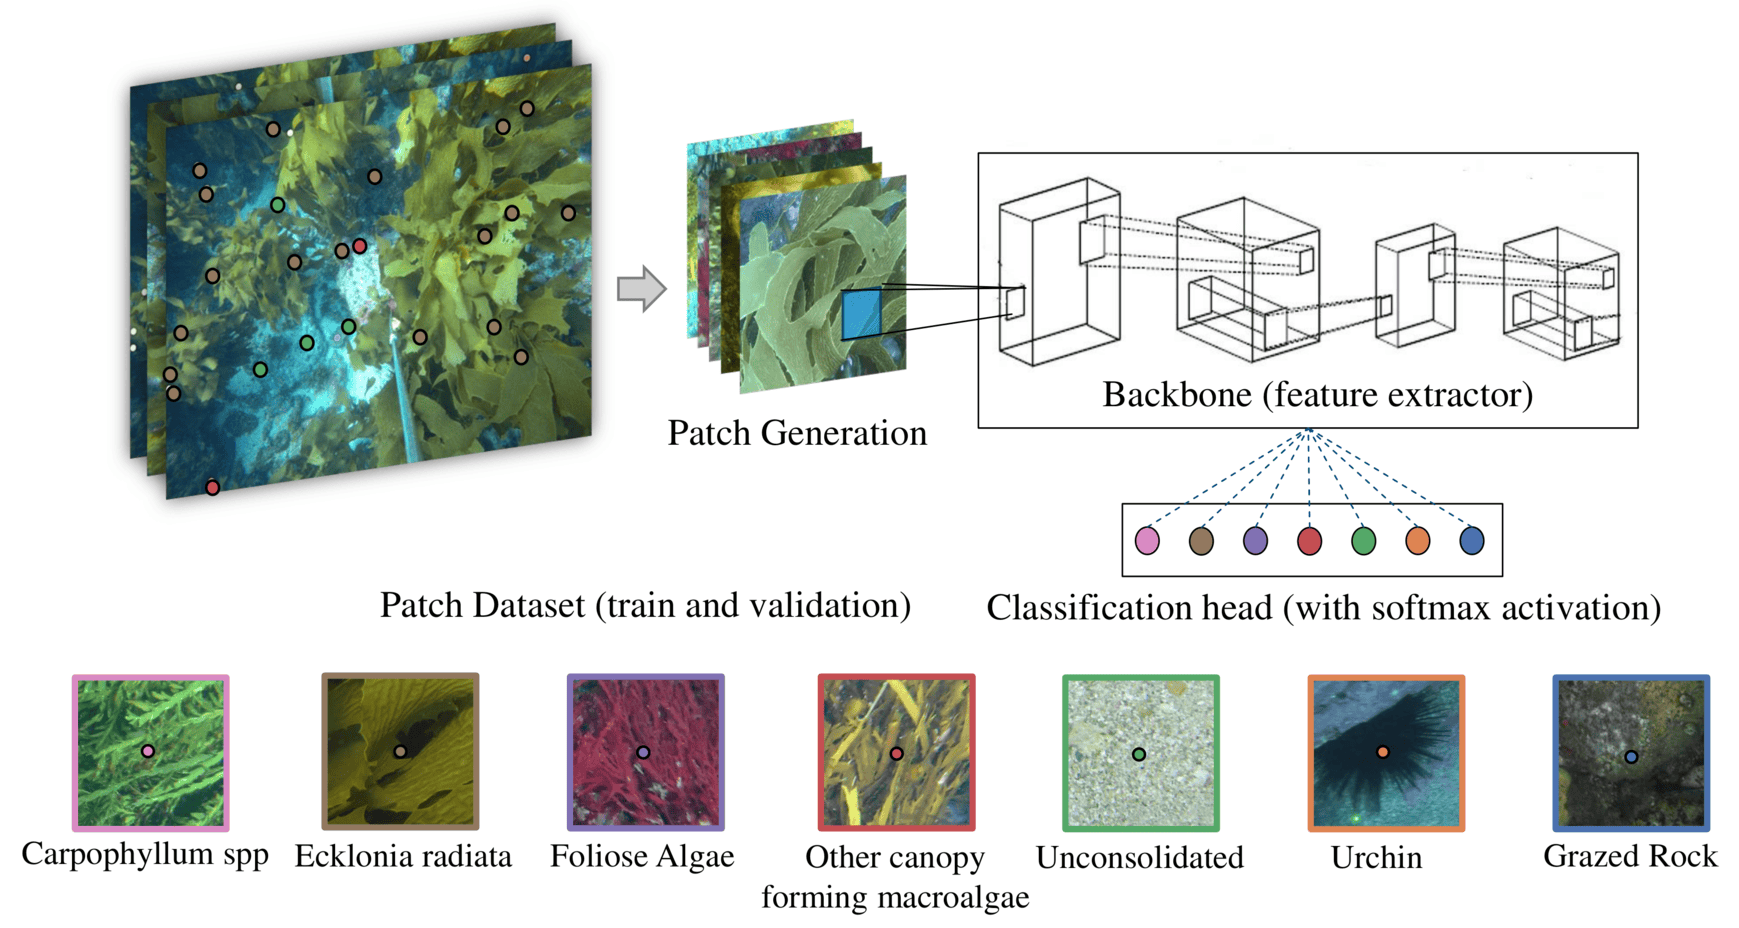 Patch Generation
Backbone (feature extractor)
Patch Dataset (train and validation)
Classification head (with softmax activation)
Carpophyllum spp
Ecklonia radiata
Foliose Algae
Other canopy
forming macroalgae
Unconsolidated
Urchin
Grazed Rock